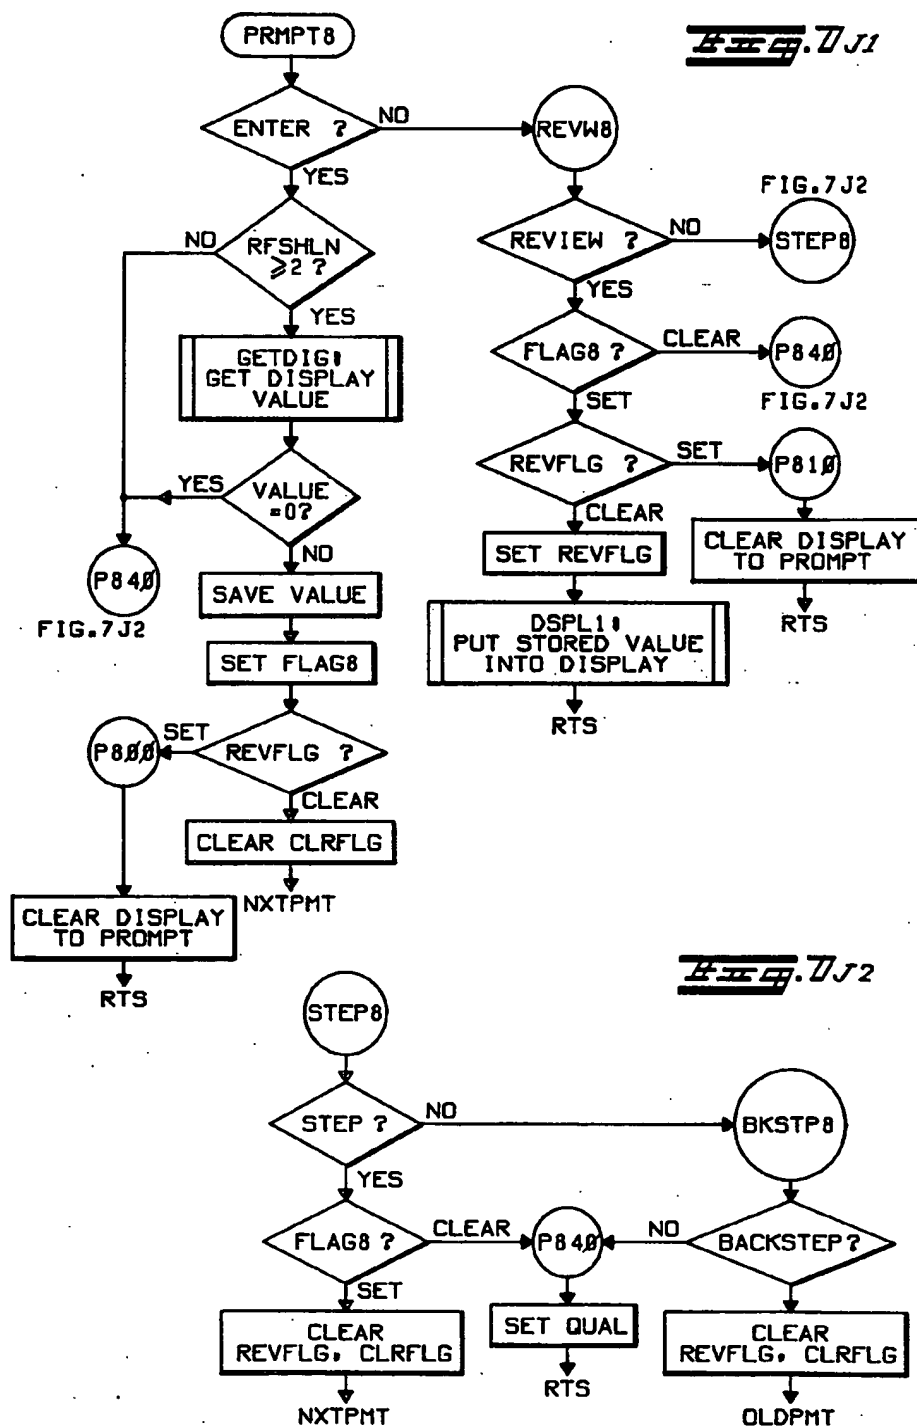 PRMPT8
Fig. 7J1
ENTER ?
NO
REVW8
YES
FIG.7J2
NO
RFSHLN
≥2 ?
REVIEW ?
NO
STEP8
YES
YES
GETDIG:
GET DISPLAY
VALUE
FLAG8 ?
CLEAR
P840
FIG.7J2
SET
YES
VALUE
=0?
REVFLG ?
SET
P810
CLEAR
NO
P840
FIG.7J2
SAVE VALUE
SET REVFLG
CLEAR DISPLAY
TO PROMPT
RTS
SET FLAG8
DSPL1:
PUT STORED VALUE
INTO DISPLAY
RTS
P800
SET
REVFLG ?
CLEAR
CLEAR CLRFLG
NXTPMT
CLEAR DISPLAY
TO PROMPT
RTS
Fig. 7J2
STEP8
STEP ?
NO
BKSTP8
YES
FLAG8 ?
CLEAR
P840
NO
BACKSTEP?
SET
CLEAR
REVFLG, CLRFLG
SET QUAL
CLEAR
REVFLG, CLRFLG
NXTPMT
RTS
OLDPMT